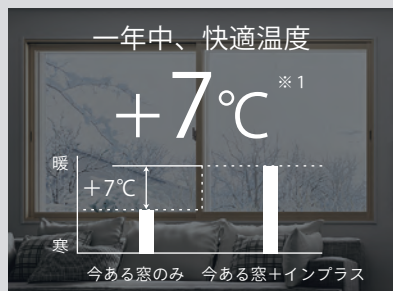 一年中、快適温度
＋7℃※1
暖
＋7℃
寒
今ある窓のみ 今ある窓＋インプラス